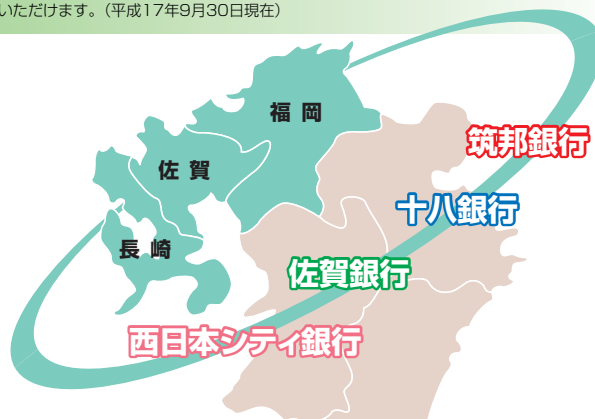 いただけます。（平成17年9月30日現在）
福岡
佐賀
長崎
筑邦銀行
十八銀行
佐賀銀行
西日本シティ銀行